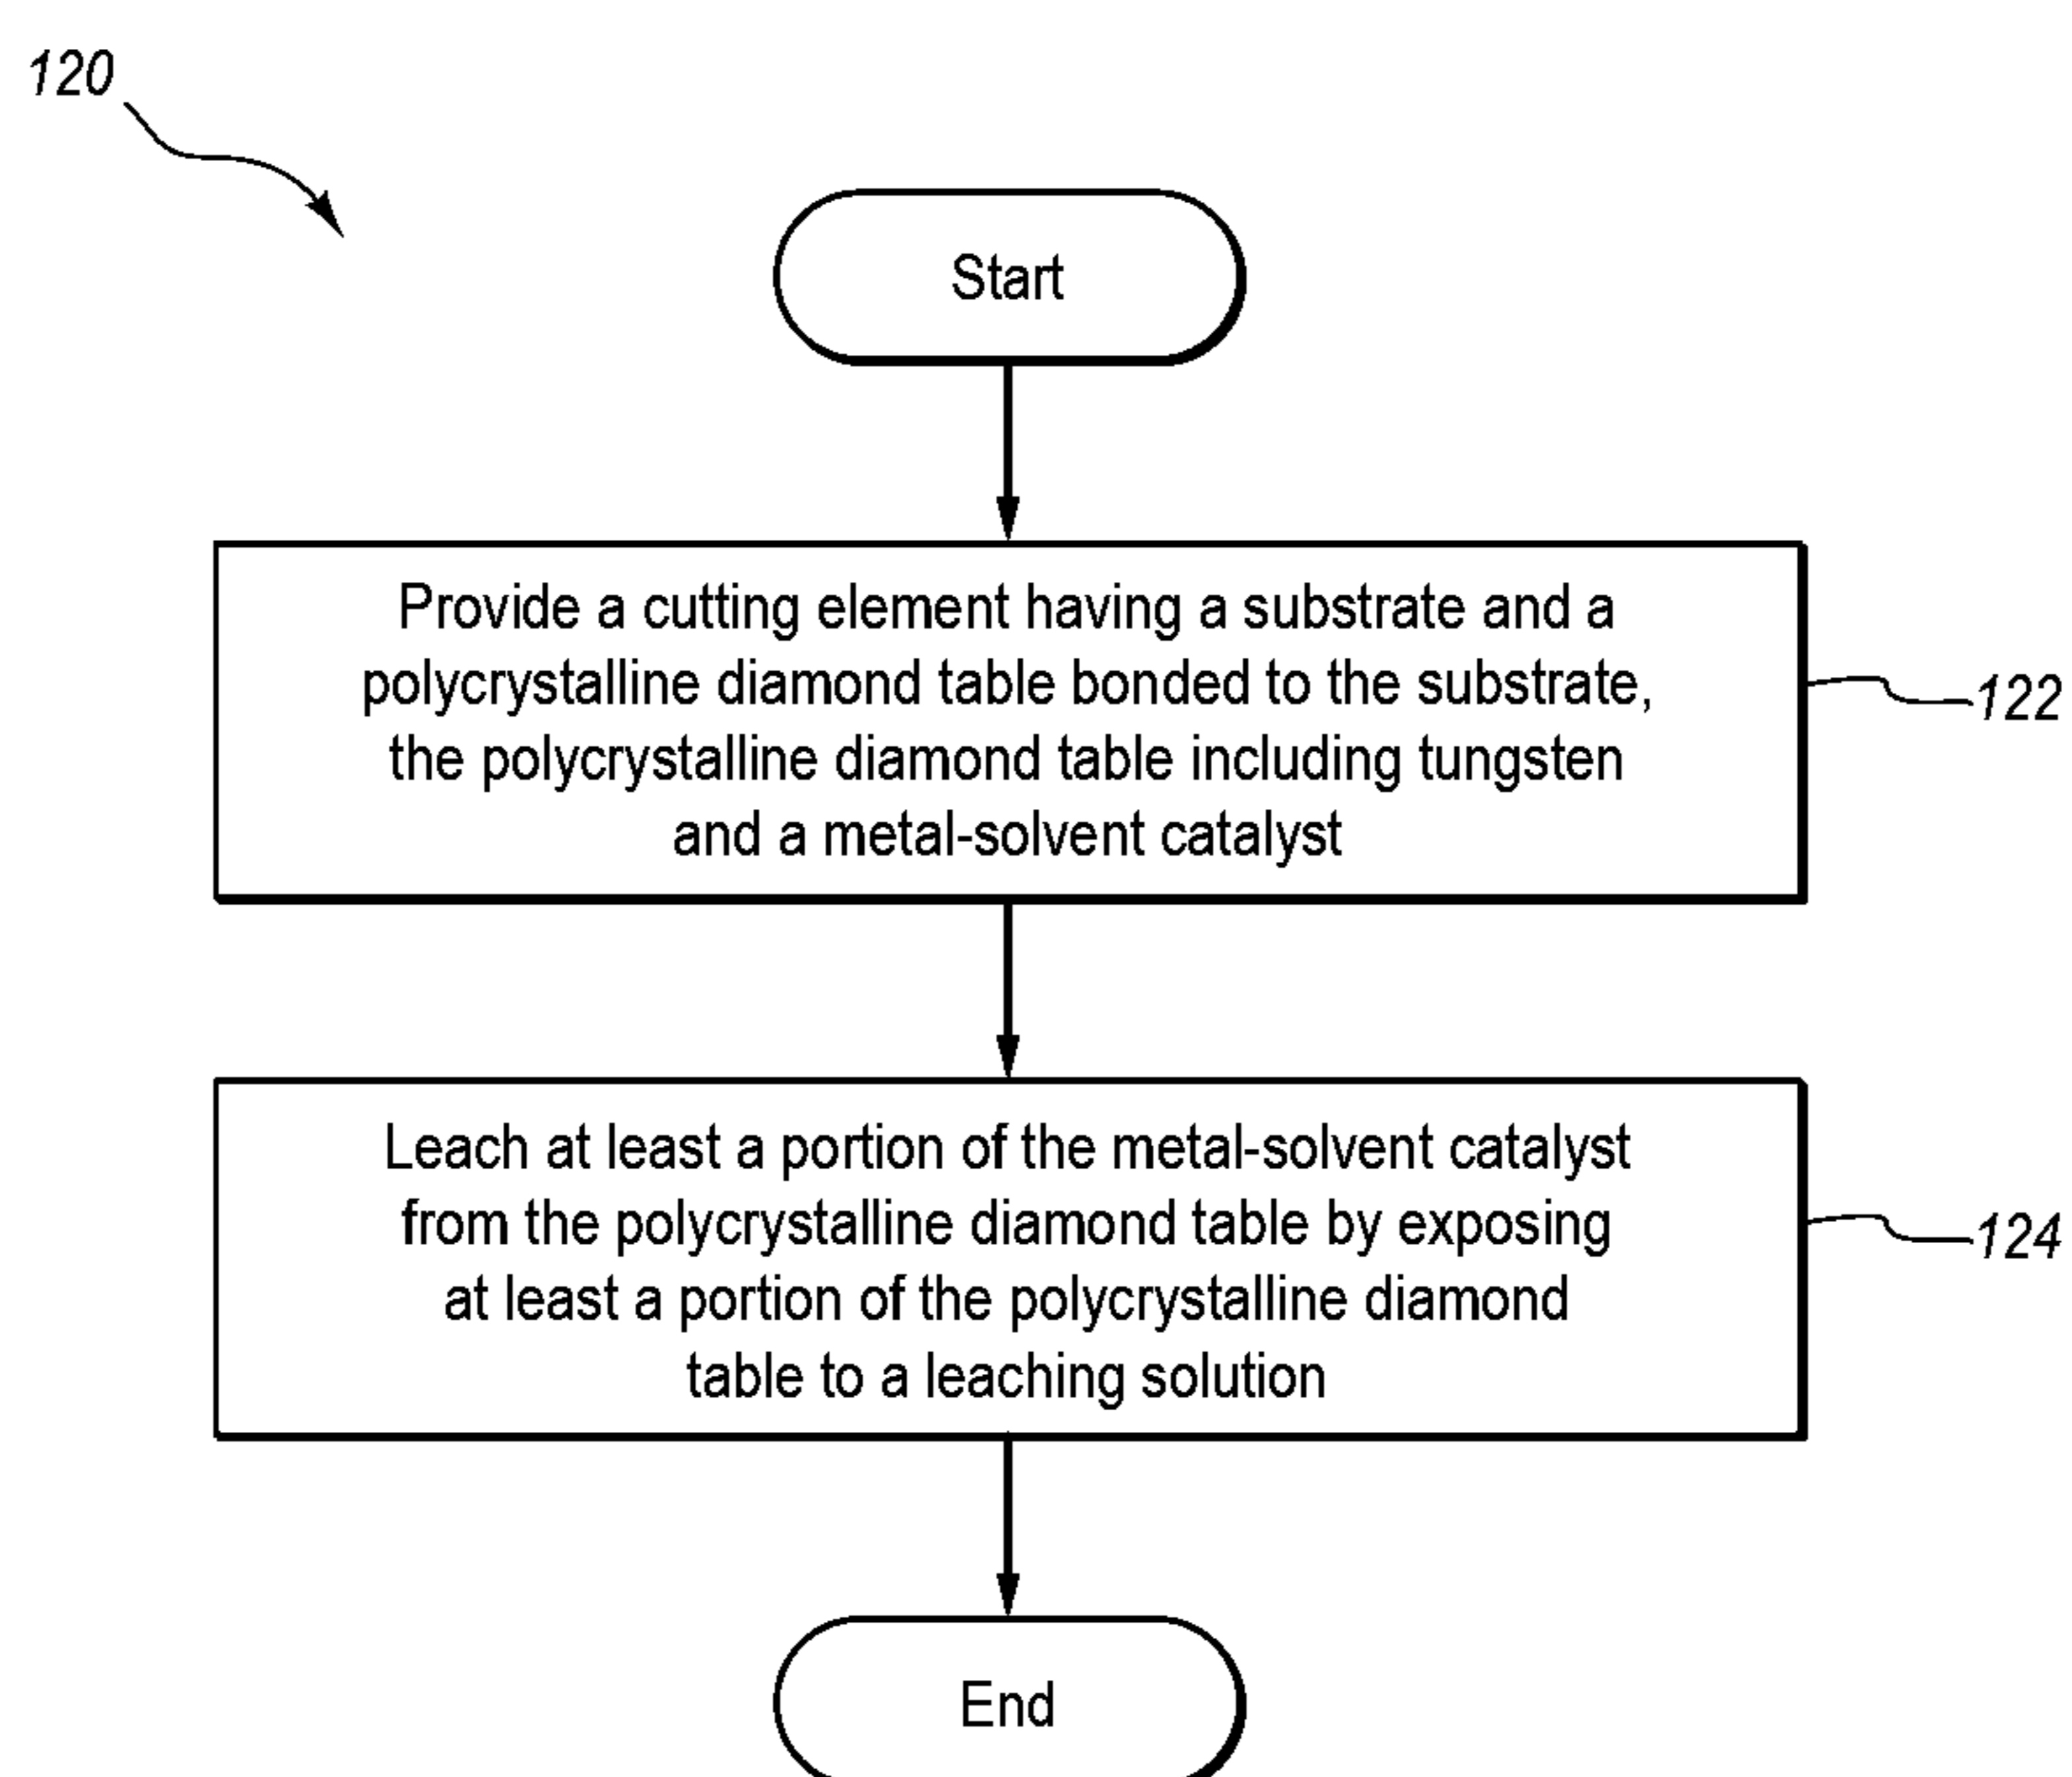 120
Start
Provide a cutting element having a substrate and a
polycrystalline diamond table bonded to the substrate,
the polycrystalline diamond table including tungsten
and a metal-solvent catalyst
122
Leach at least a portion of the metal-solvent catalyst
from the polycrystalline diamond table by exposing
at least a portion of the polycrystalline diamond
table to a leaching solution
124
End